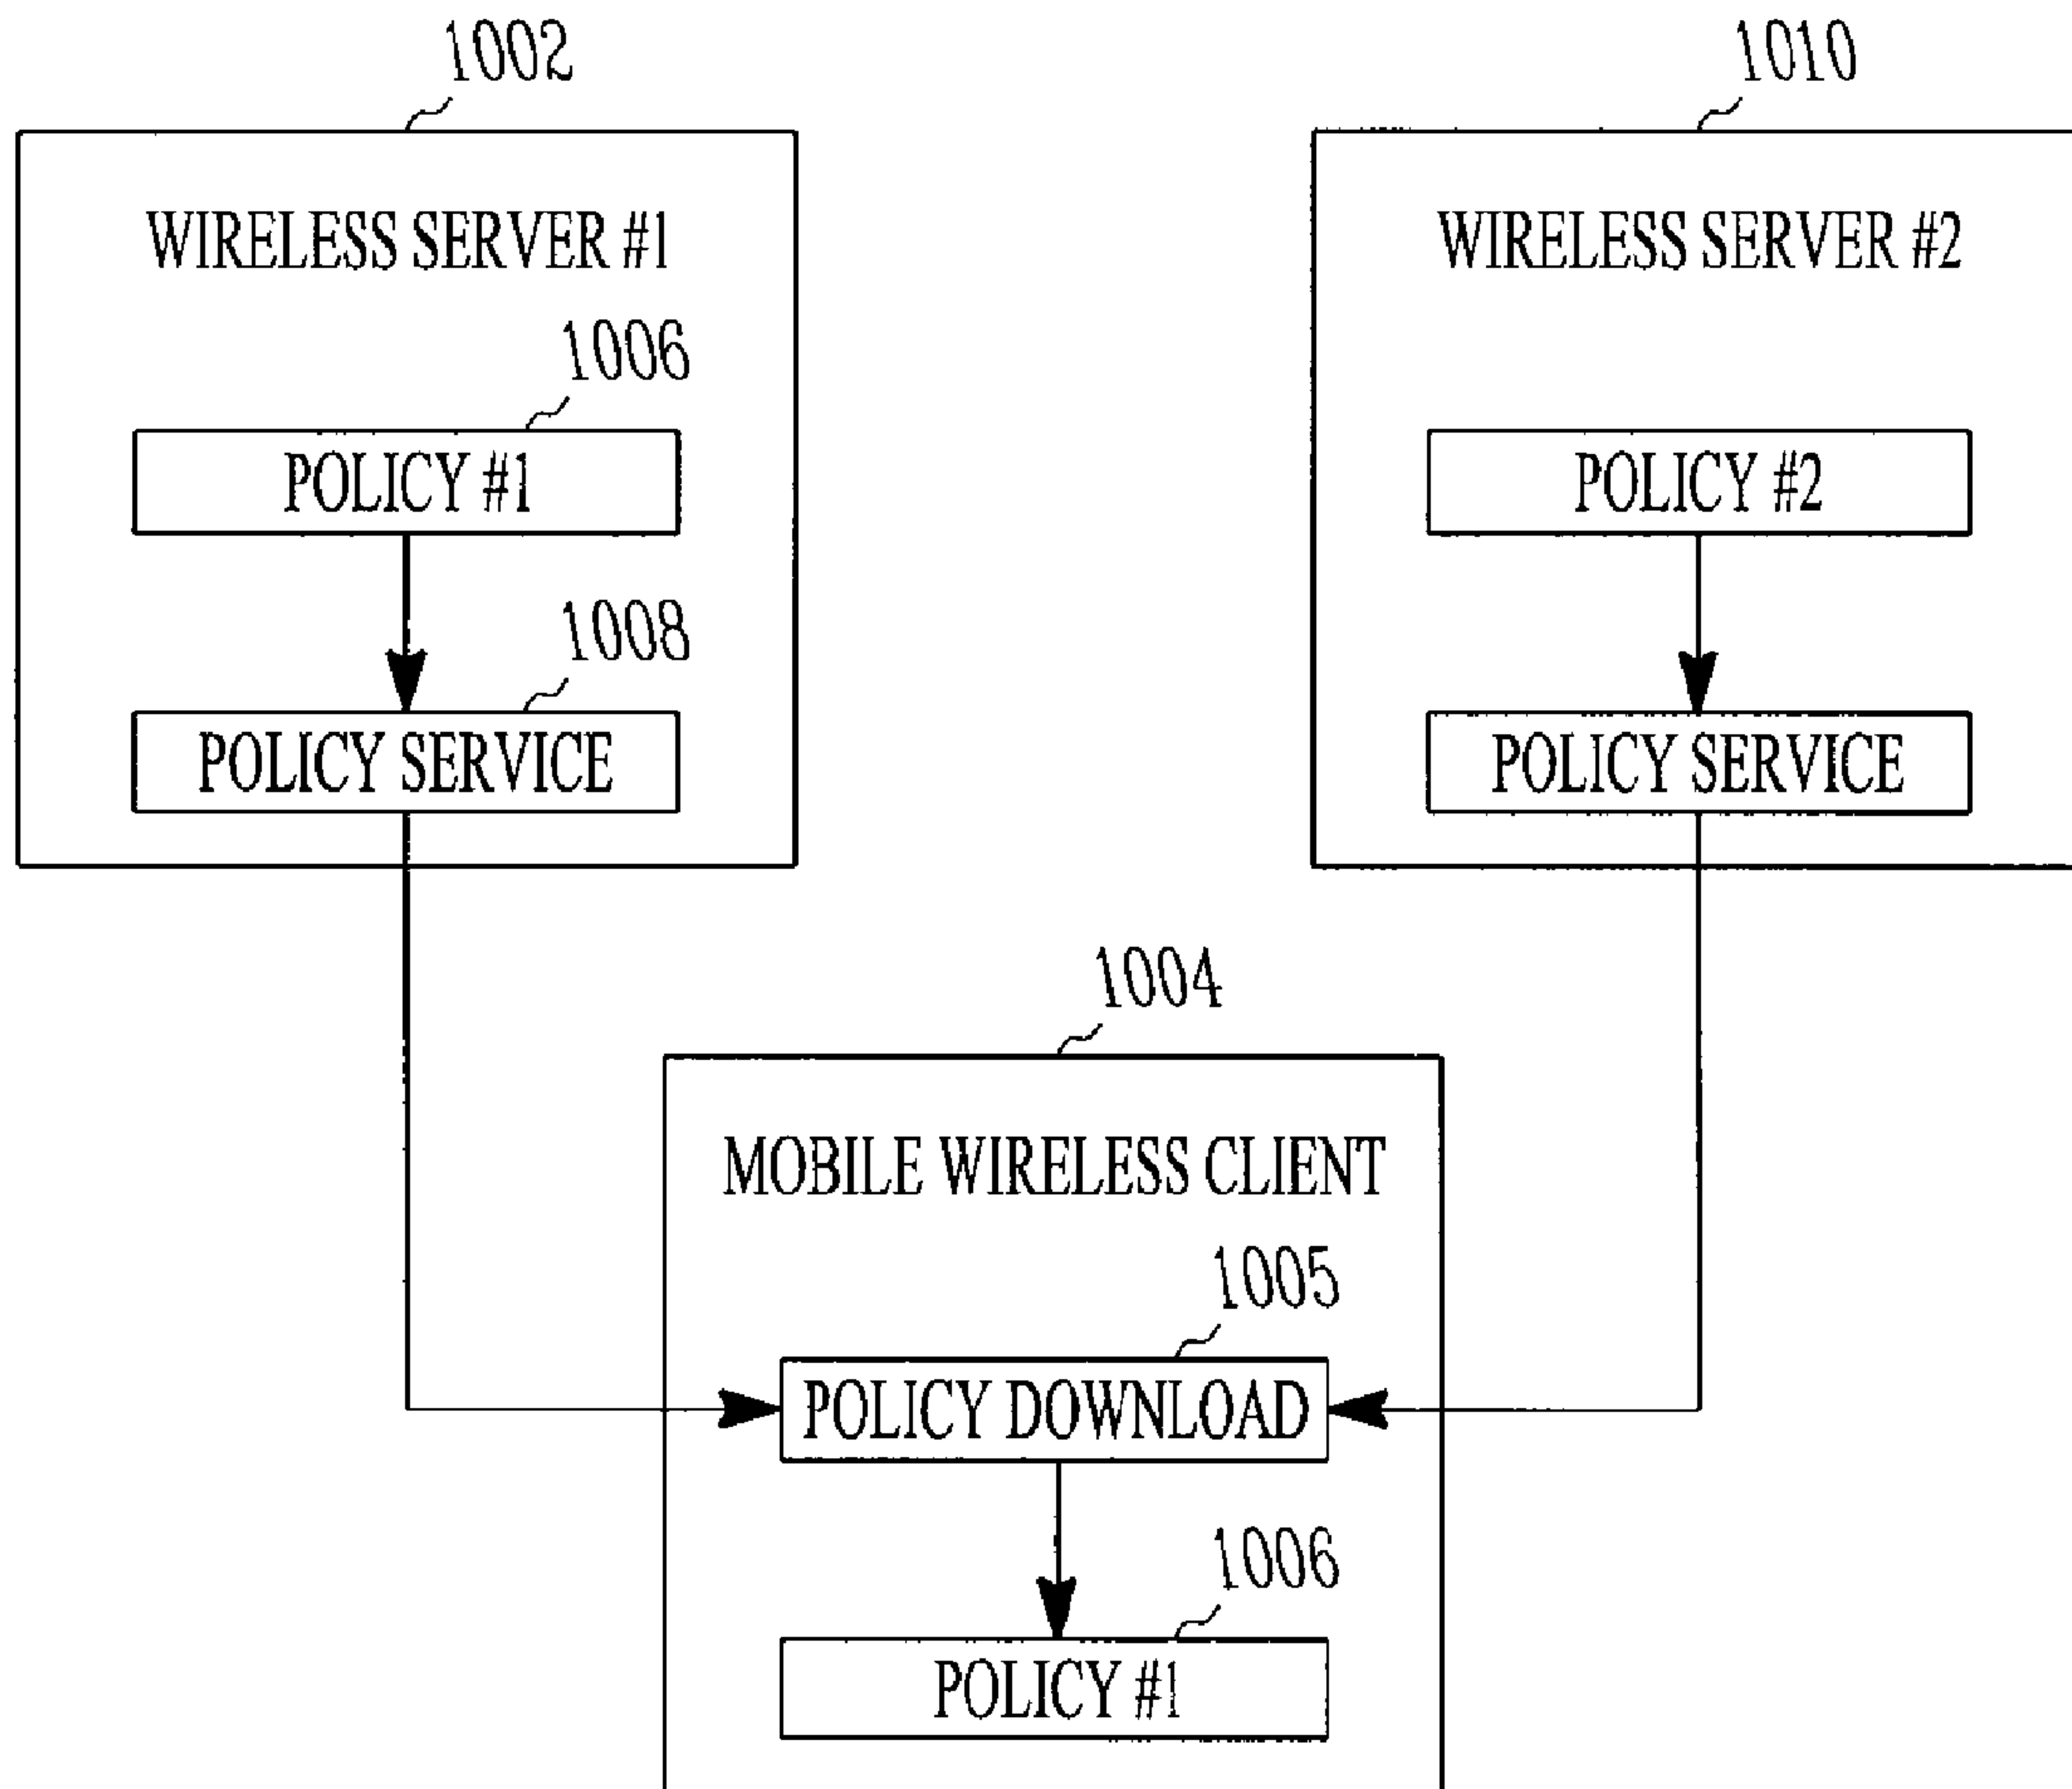 1002
1010
WIRELESS SERVER #1
WIRELESS SERVER #2
1006
POLICY #1
POLICY #2
1008
POLICY SERVICE
POLICY SERVICE
1004
MOBILE WIRELESS CLIENT
1005
POLICY DOWNLOAD
1006
POLICY #1